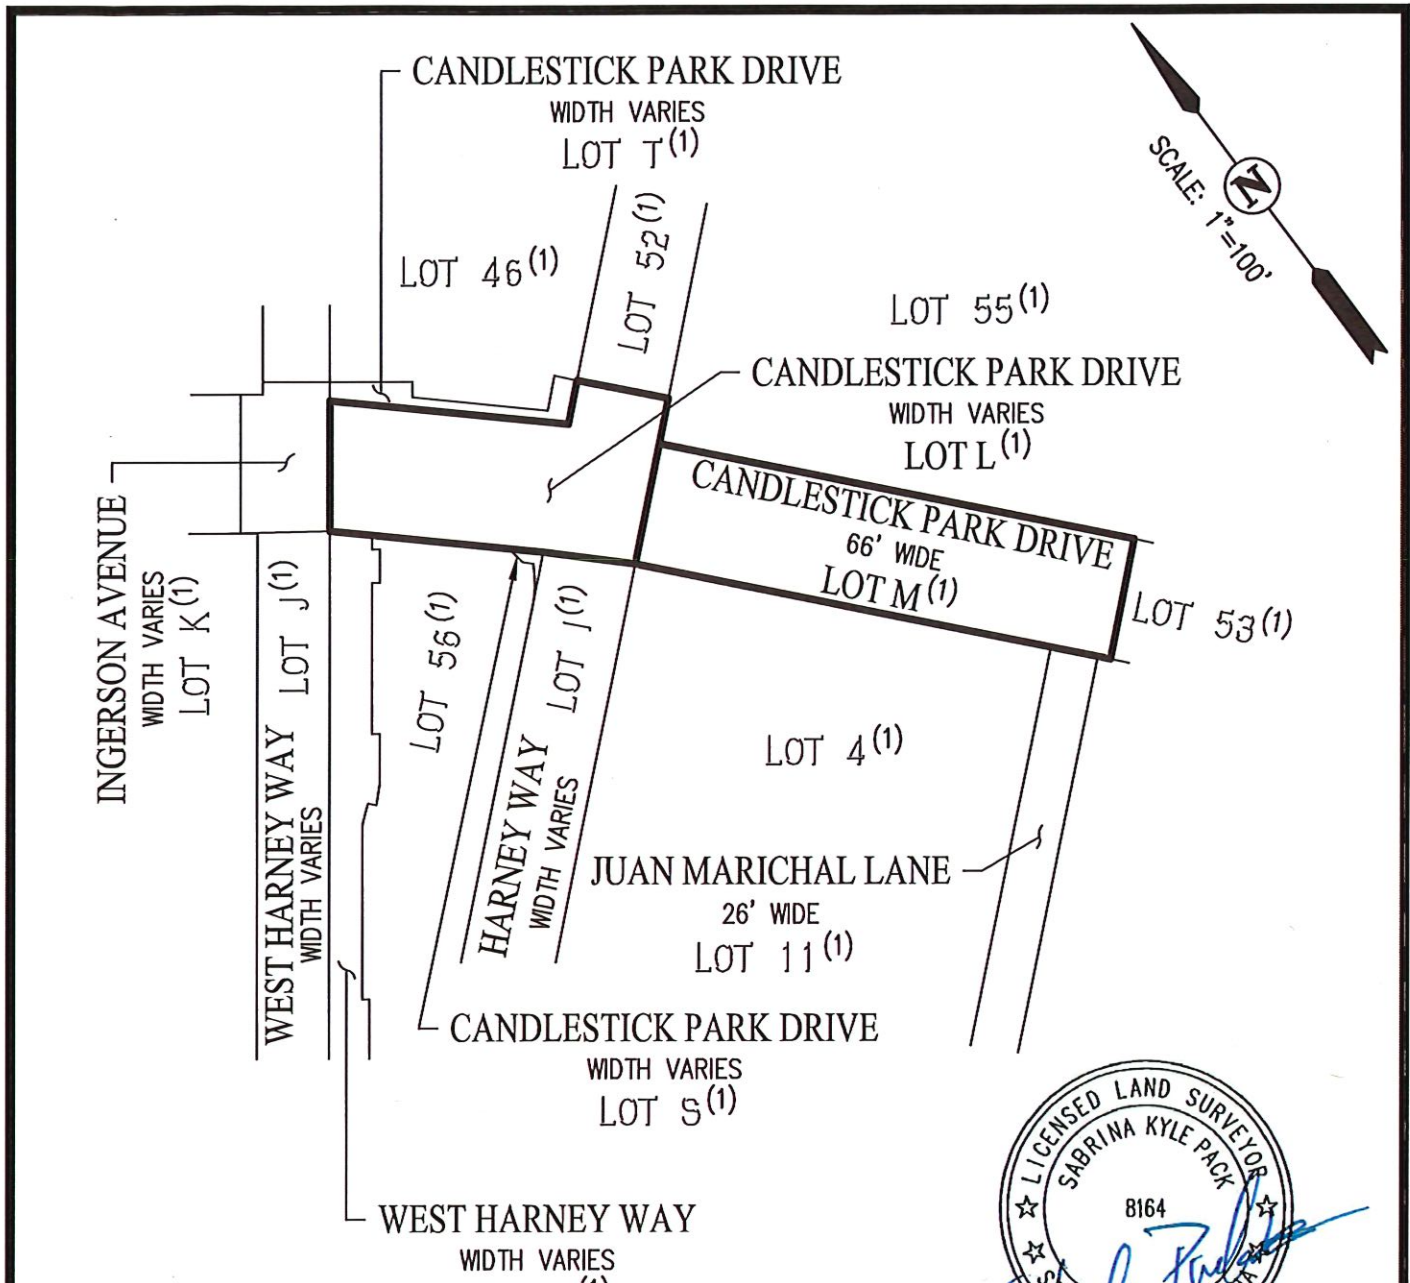 CANDLESTICK PARK DRIVE
WIDTH VARIES
LOT T(1)
LOT 46(1)
LOT 52(1)
N
SCALE: 1"=100'
LOT 55(1)
CANDLESTICK PARK DRIVE
WIDTH VARIES
LOT L(1)
CANDLESTICK PARK DRIVE
66' WIDE
LOT M(1)
LOT 53(1)
INGERSON AVENUE
WIDTH VARIES
LOT K(1)
WEST HARNEY WAY LOT J(1)
WIDTH VARIES
LOT 56(1)
HARNEY WAY LOT I(1)
WIDTH VARIES
LOT 4(1)
JUAN MARICHAL LANE
26' WIDE
LOT 11(1)
CANDLESTICK PARK DRIVE
WIDTH VARIES
LOT S(1)
WEST HARNEY WAY
WIDTH VARIES
LICENSED LAND SURVEYOR
SABRINA KYLE PACK
8164